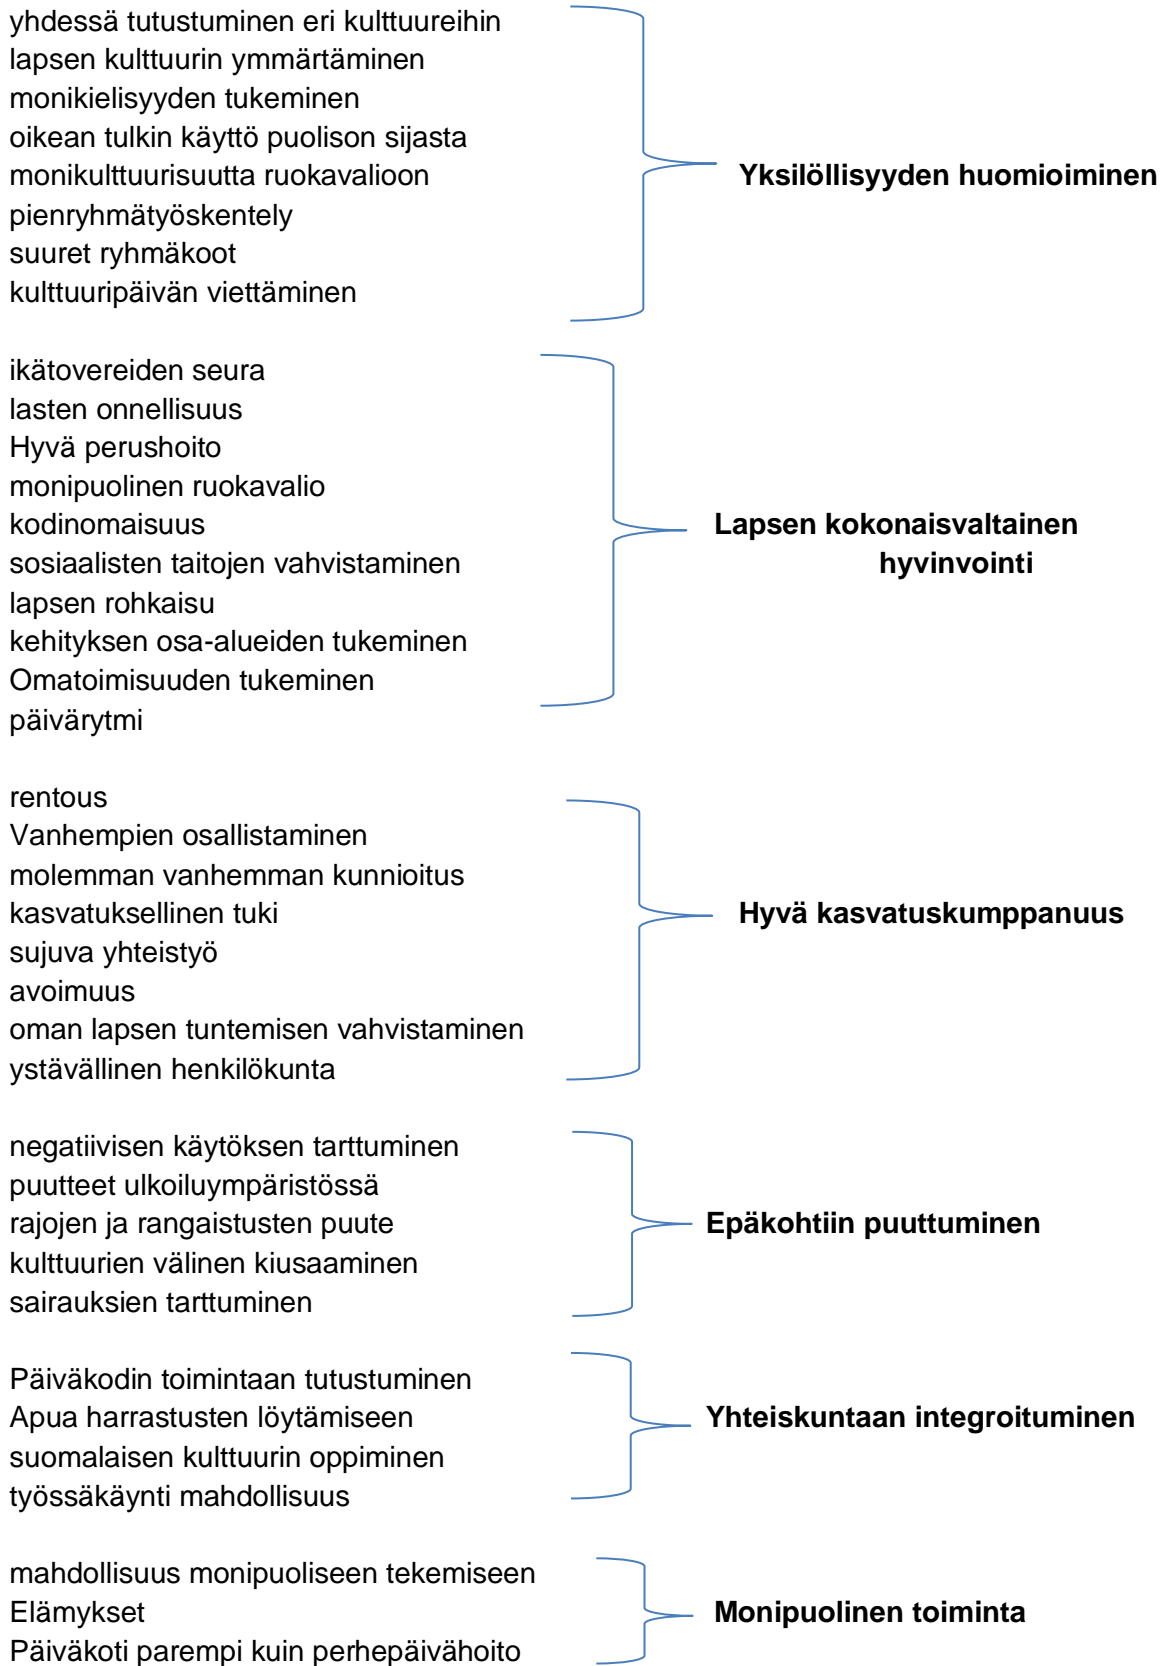 yhdessä tutustuminen eri kulttuureihin
lapsen kulttuurin ymmärtäminen
monikielisyyden tukeminen
oikean tulkin käyttö puolison sijasta
monikulttuurisuutta ruokavalioon
pienryhmätyöskentely
suuret ryhmäkoot
kulttuuripäivän viettäminen
Yksilöllisyyden huomioiminen
ikätovereiden seura
lasten onnellisuus
Hyvä perushoito
monipuolinen ruokavalio
kodinomaisuus
sosiaalisten taitojen vahvistaminen
lapsen rohkaisu
kehityksen osa-alueiden tukeminen
Omatoimisuuden tukeminen
päivärytmi
Lapsen kokonaisvaltainen
hyvinvointi
rentous
Vanhempien osallistaminen
molemman vanhemman kunnioitus
kasvatuksellinen tuki
sujuva yhteistyö
avoimuus
oman lapsen tuntemisen vahvistaminen
ystävällinen henkilökunta
Hyvä kasvatuskumppanuus
negatiivisen käytöksen tarttuminen
puutteet ulkoiluympäristössä
rajojen ja rangaistusten puute
kulttuurien välinen kiusaaminen
sairauksien tarttuminen
Epäkohtiin puuttuminen
Päiväkodin toimintaan tutustuminen
Apua harrastusten löytämiseen
suomalaisen kulttuurin oppiminen
työssäkäynti mahdollisuus
Yhteiskuntaan integroituminen
mahdollisuus monipuoliseen tekemiseen
Elämykset
Päiväkoti parempi kuin perhepäivähoito
Monipuolinen toiminta